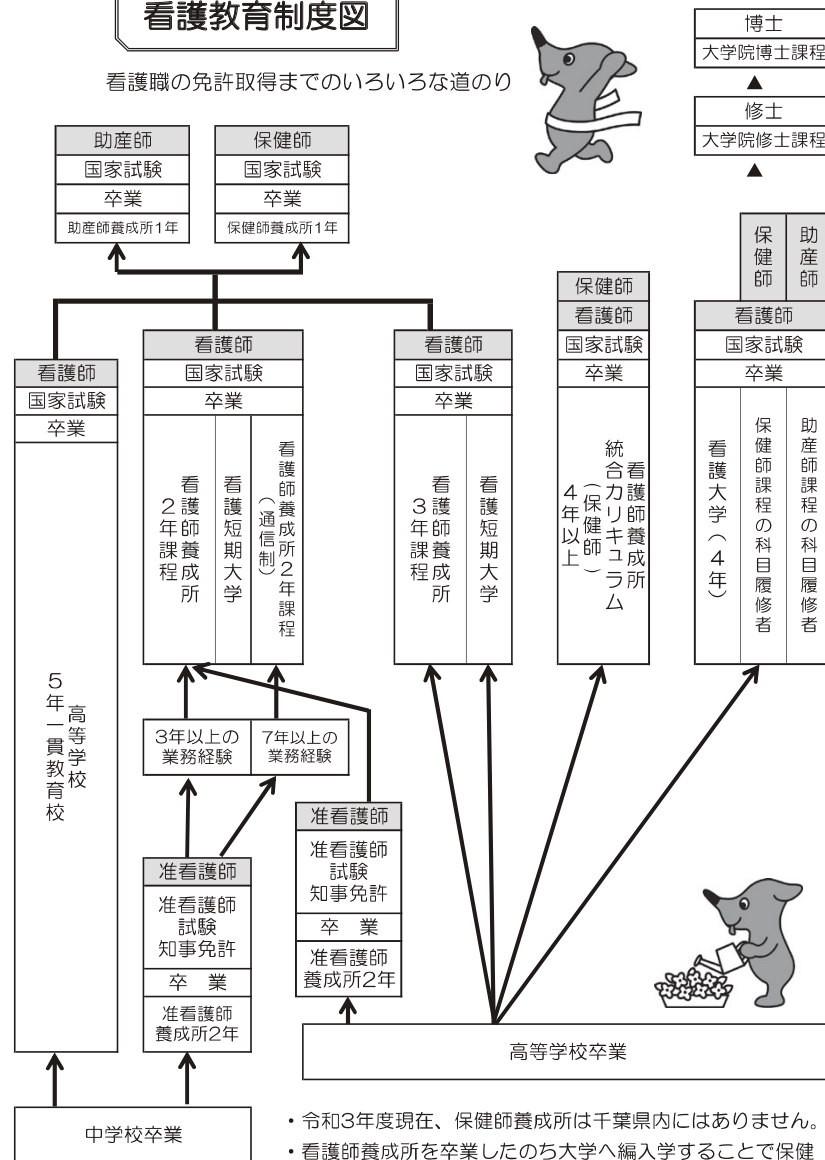 看護教育制度図
看護職の免許取得までのいろいろな道のり
博士
大学院博士課程
▲
修士
大学院修士課程
▲
助産師
国家試験
卒業
助産師養成所1年
保健師
国家試験
卒業
保健師養成所1年
看護師
国家試験
卒業
高等学校
5年一貫教育校
看護師
国家試験
卒業
看護師養成所
2年課程
看護短期大学
看護師養成所2年課程
(通信制)
看護師
国家試験
卒業
看護師養成所
3年課程
看護短期大学
保健師
看護師
国家試験
卒業
看護師養成所
統合カリキュラム
(保健師)
4年以上
保健師
助産師
看護師
国家試験
卒業
看護大学(4年)
保健師課程の科目履修者
助産師課程の科目履修者
3年以上の
業務経験
7年以上の
業務経験
准看護師
准看護師
試験
知事免許
卒 業
准看護師
養成所2年
准看護師
准看護師
試験
知事免許
卒 業
准看護師
養成所2年
高等学校卒業
中学校卒業
・令和3年度現在、保健師養成所は千葉県内にはありません。
・看護師養成所を卒業したのち大学へ編入学することで保健